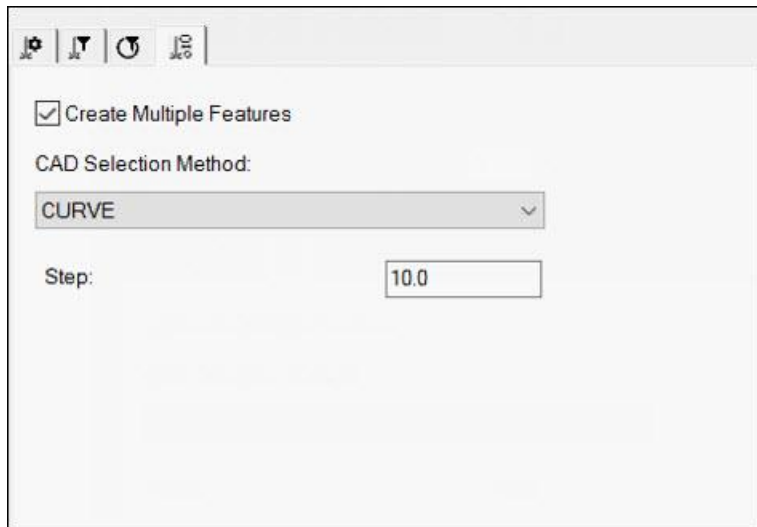 Create Multiple Features
CAD Selection Method:
CURVE
Step:
10.0